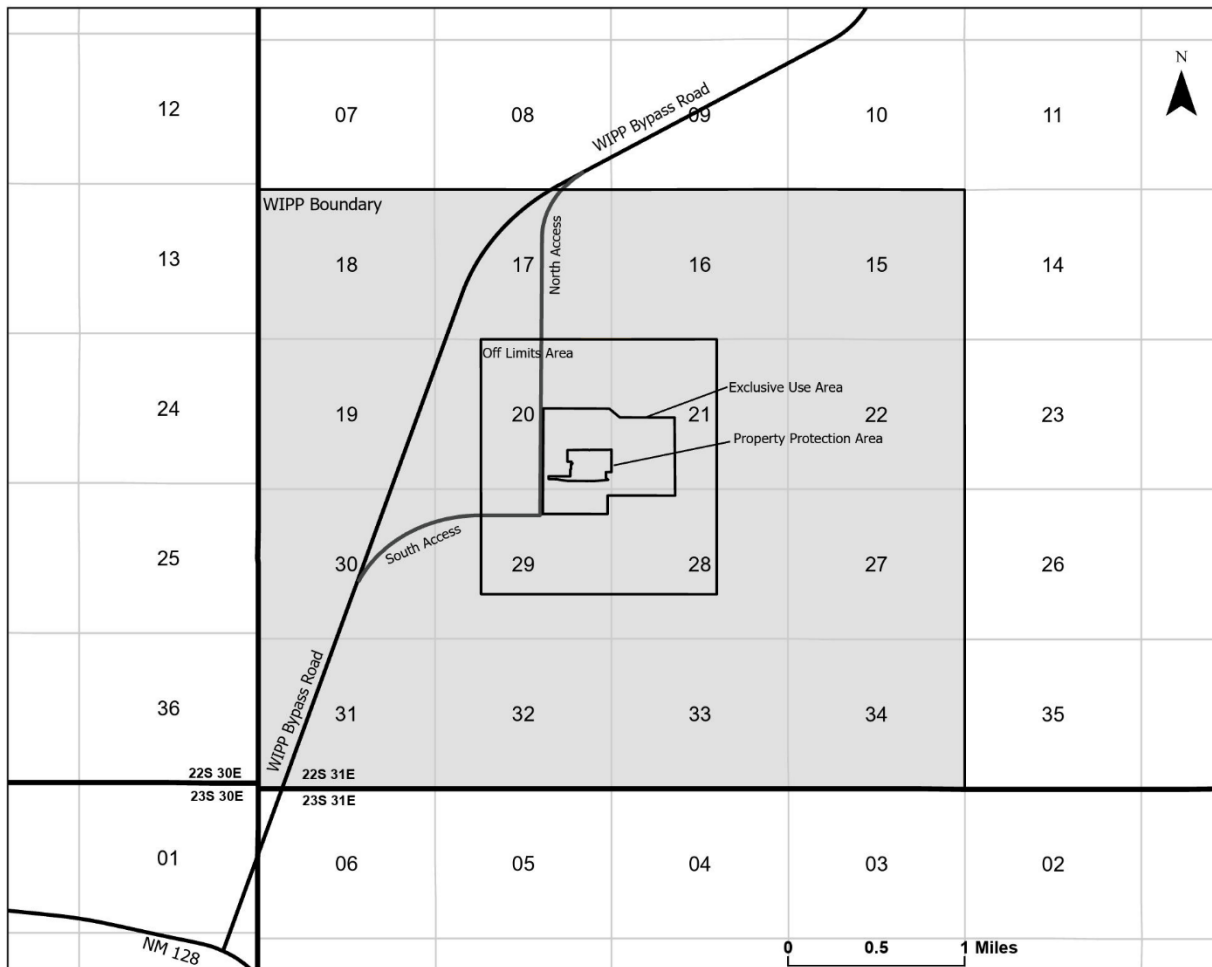 N
12
07
08
WIPP Bypass Road
09
10
11
WIPP Boundary
13
18
17
North Access
16
15
14
Off Limits Area
Exclusive Use Area
24
19
20
21
22
23
Property Protection Area
South Access
25
30
29
28
27
26
WIPP Bypass Road
36
31
32
33
34
35
22S 30E
22S 31E
23S 30E
23S 31E
01
06
05
04
03
02
NM 128
0 0.5 1 Miles